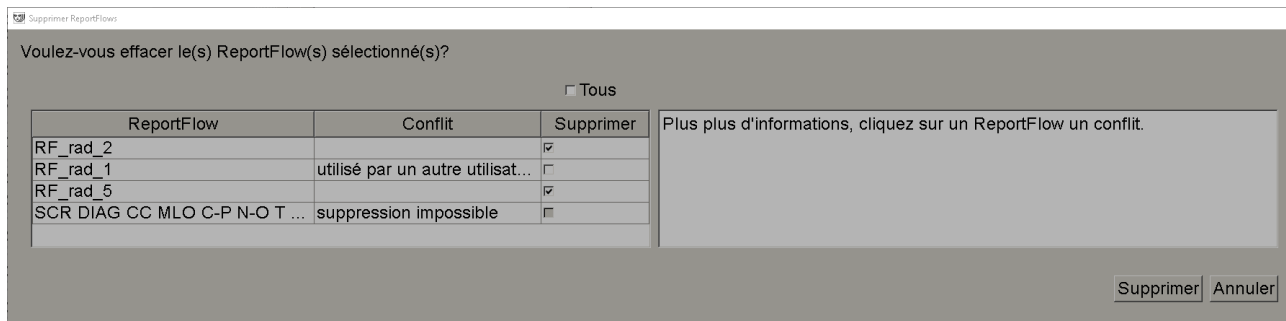 Supprimer ReportFlows
Voulez-vous effacer le(s) ReportFlow(s) sélectionné(s)?
Tous
ReportFlow Conflit Supprimer
RF_rad_2
RF_rad_1 utilisé par un autre utilisat...
RF_rad_5
SCR DIAG CC MLO C-P N-O T ... suppression impossible
Plus plus d'informations, cliquez sur un ReportFlow un conflit.
Supprimer Annuler